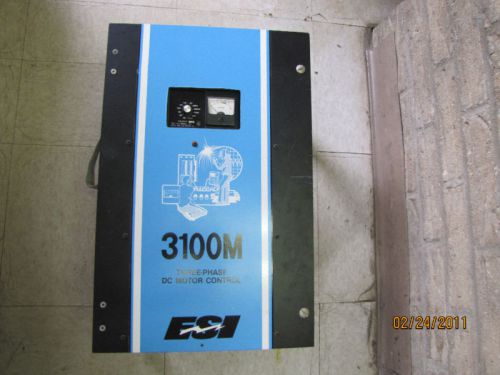 3100M
THREE PHASE
DC MOTOR CONTROL
ESI
02/24/2011